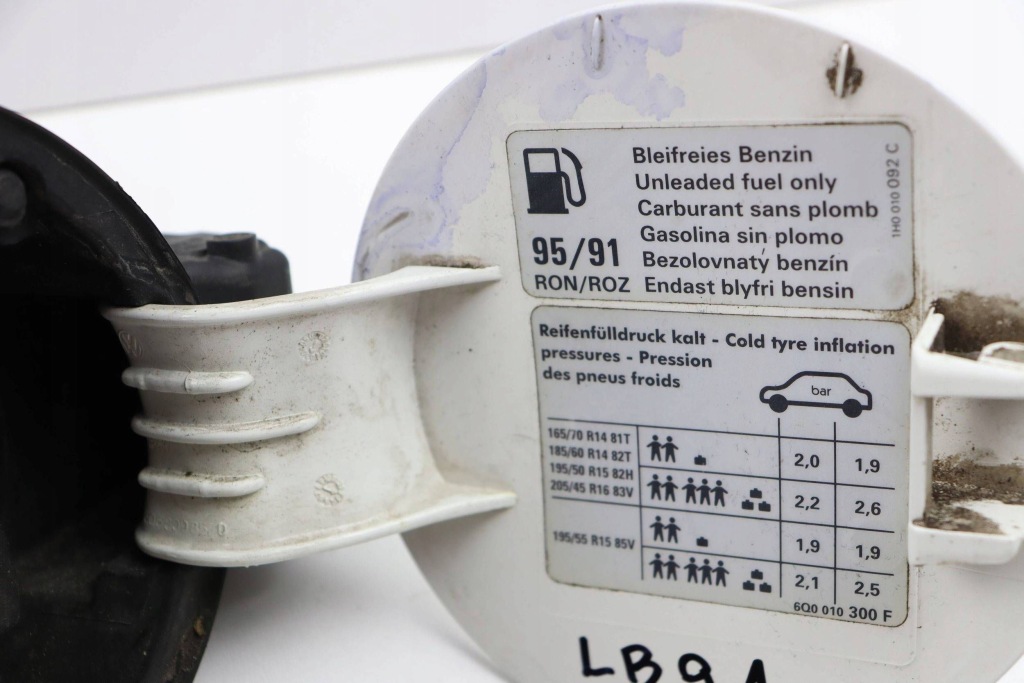 Bleifreies Benzin
Unleaded fuel only
Carburant sans plomb
Gasolina sin plomo
95/91 Bezolovnatý benzín
RON/ROZ Endast blyfri bensin
1H0 010 092 C
Reifenfülldruck kalt - Cold tyre inflation
pressures - Pression
des pneus froids
bar
165/70 R14 81T
185/60 R14 82T 2,0 1,9
195/50 R15 82H
205/45 R16 83V 2,2 2,6
195/55 R15 85V 1,9 1,9
2,1 2,5
6Q0 010 300 F
LB9A